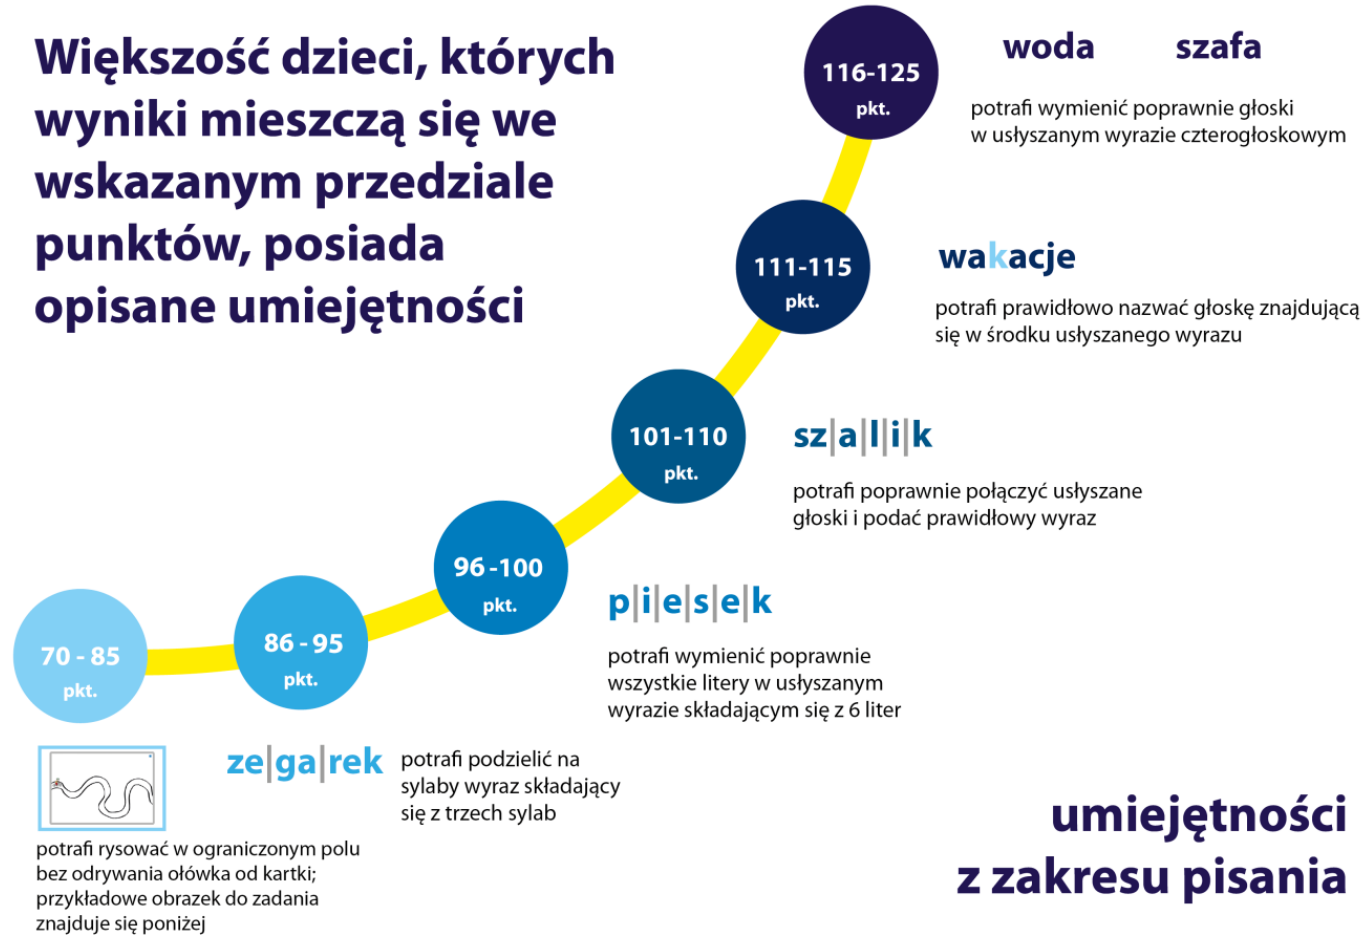 Większość dzieci, których
wyniki mieszczą się we
wskazanym przedziale
punktów, posiada
opisane umiejętności
116-125
pkt.
woda szafa
potrafi wymienić poprawnie głoski
w usłyszanym wyrazie czterogłoskowym
111-115
pkt.
wakacje
potrafi prawidłowo nazwać głoskę znajdującą
się w środku usłyszanego wyrazu
101-110
pkt.
sz|a|l|i|k
potrafi poprawnie połączyć usłyszane
głoski i podać prawidłowy wyraz
96 -100
pkt.
p|i|e|s|e|k
potrafi wymienić poprawnie
wszystkie litery w usłyszanym
wyrazie składającym się z 6 liter
86 - 95
pkt.
ze|ga|rek
potrafi podzielić na
sylaby wyraz składający
się z trzech sylab
70 - 85
pkt.
potrafi rysować w ograniczonym polu
bez odrywania ołówka od kartki;
przykładowe obrazek do zadania
znajduje się poniżej
umiejętności
z zakresu pisania